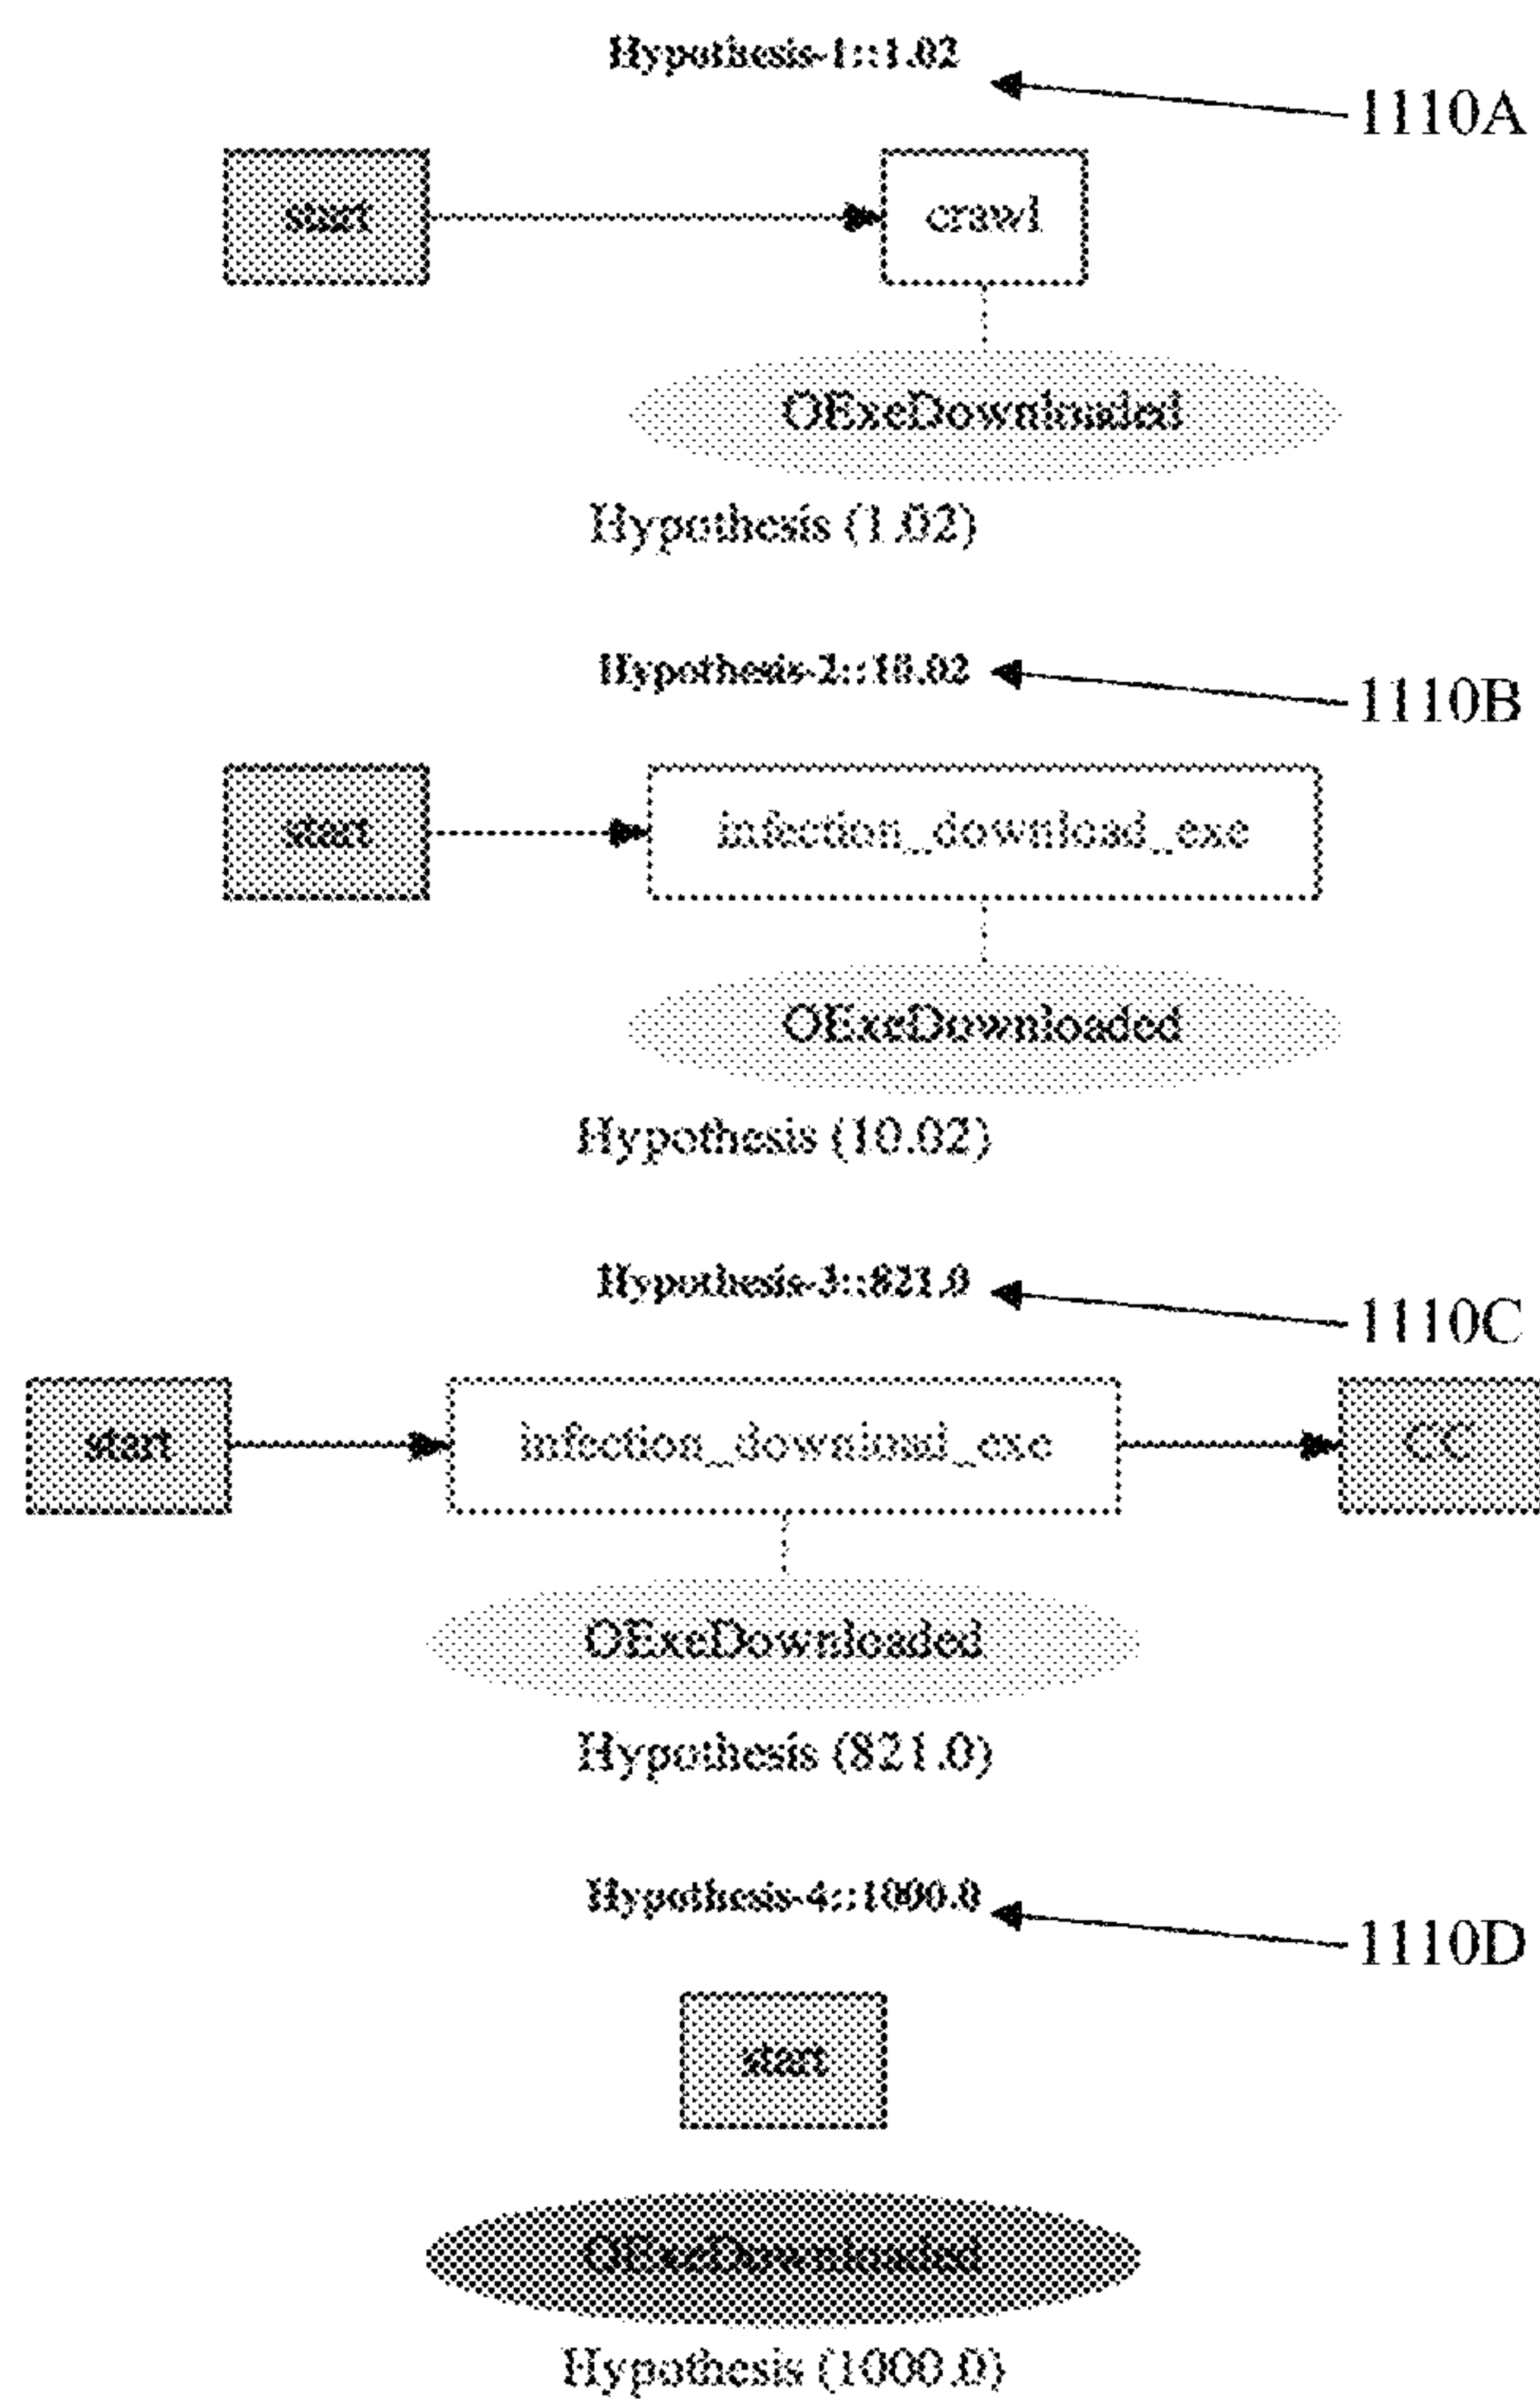 Hypothesis-1::1.02
1110A
start
crawl
OExeDownloaded
Hypothesis (1.02)
Hypothesis-2::10.02
1110B
start
infection_download_exe
OExeDownloaded
Hypothesis (10.02)
Hypothesis-3::821.0
1110C
start
infection_download_exe
CC
OExeDownloaded
Hypothesis (821.0)
Hypothesis-4::1000.0
1110D
start
OExeDownloaded
Hypothesis (1000.0)